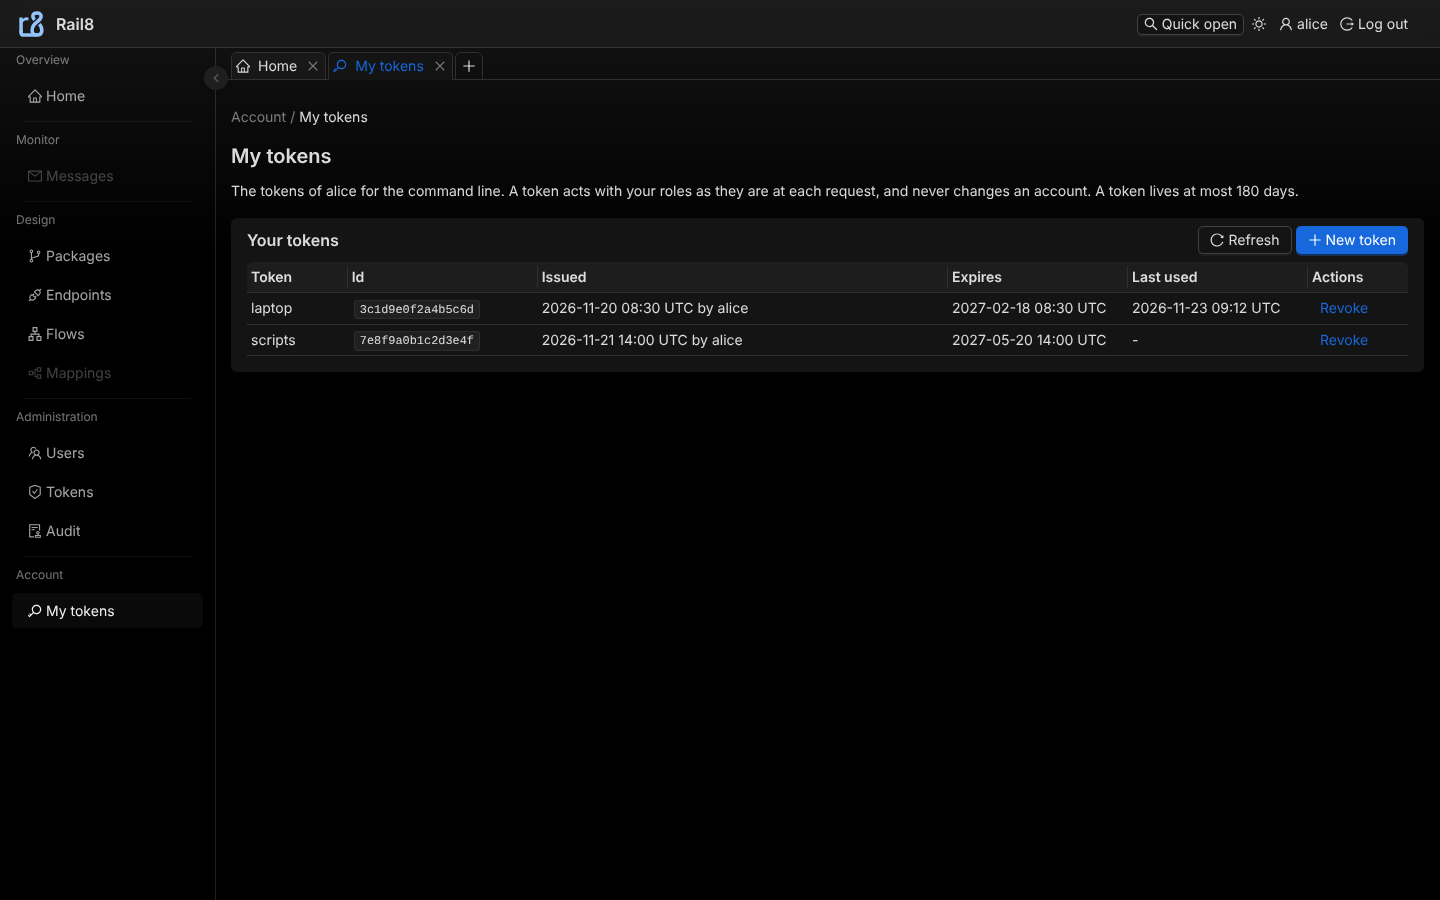 Rail8
Quick open
alice
Log out
Overview
Home
Monitor
Messages
Design
Packages
Endpoints
Flows
Mappings
Administration
Users
Tokens
Audit
Account
My tokens
Home
My tokens
Account / My tokens
My tokens
The tokens of alice for the command line. A token acts with your roles as they are at each request, and never changes an account. A token lives at most 180 days.
Your tokens
Refresh
New token
Token Id Issued Expires Last used Actions
laptop 3c1d9e0f2a4b5c6d 2026-11-20 08:30 UTC by alice 2027-02-18 08:30 UTC 2026-11-23 09:12 UTC Revoke
scripts 7e8f9a0b1c2d3e4f 2026-11-21 14:00 UTC by alice 2027-05-20 14:00 UTC - Revoke